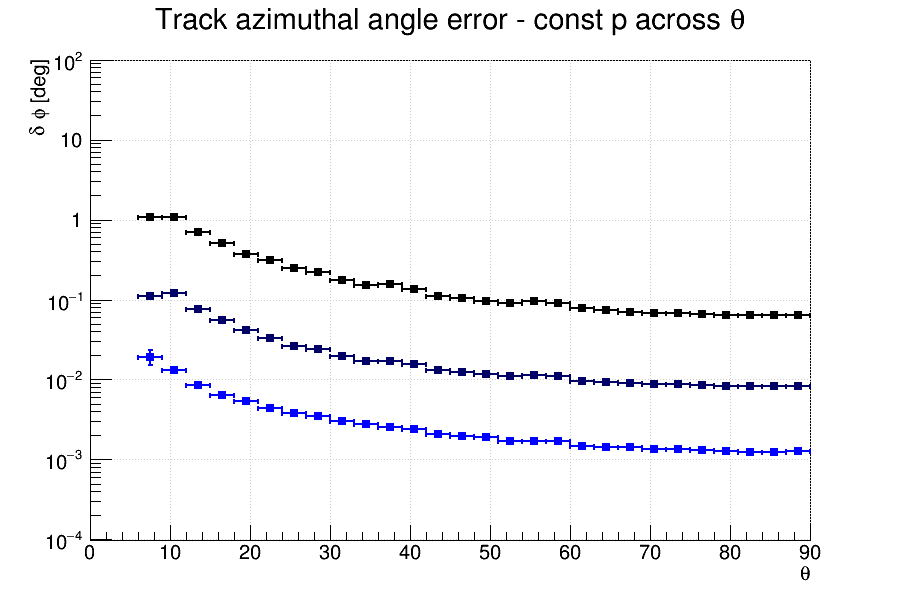 Track azimuthal angle error - const p across θ
δ ϕ [deg]
10²
10
1
10⁻¹
10⁻²
10⁻³
10⁻⁴
0 10 20 30 40 50 60 70 80 90
θ